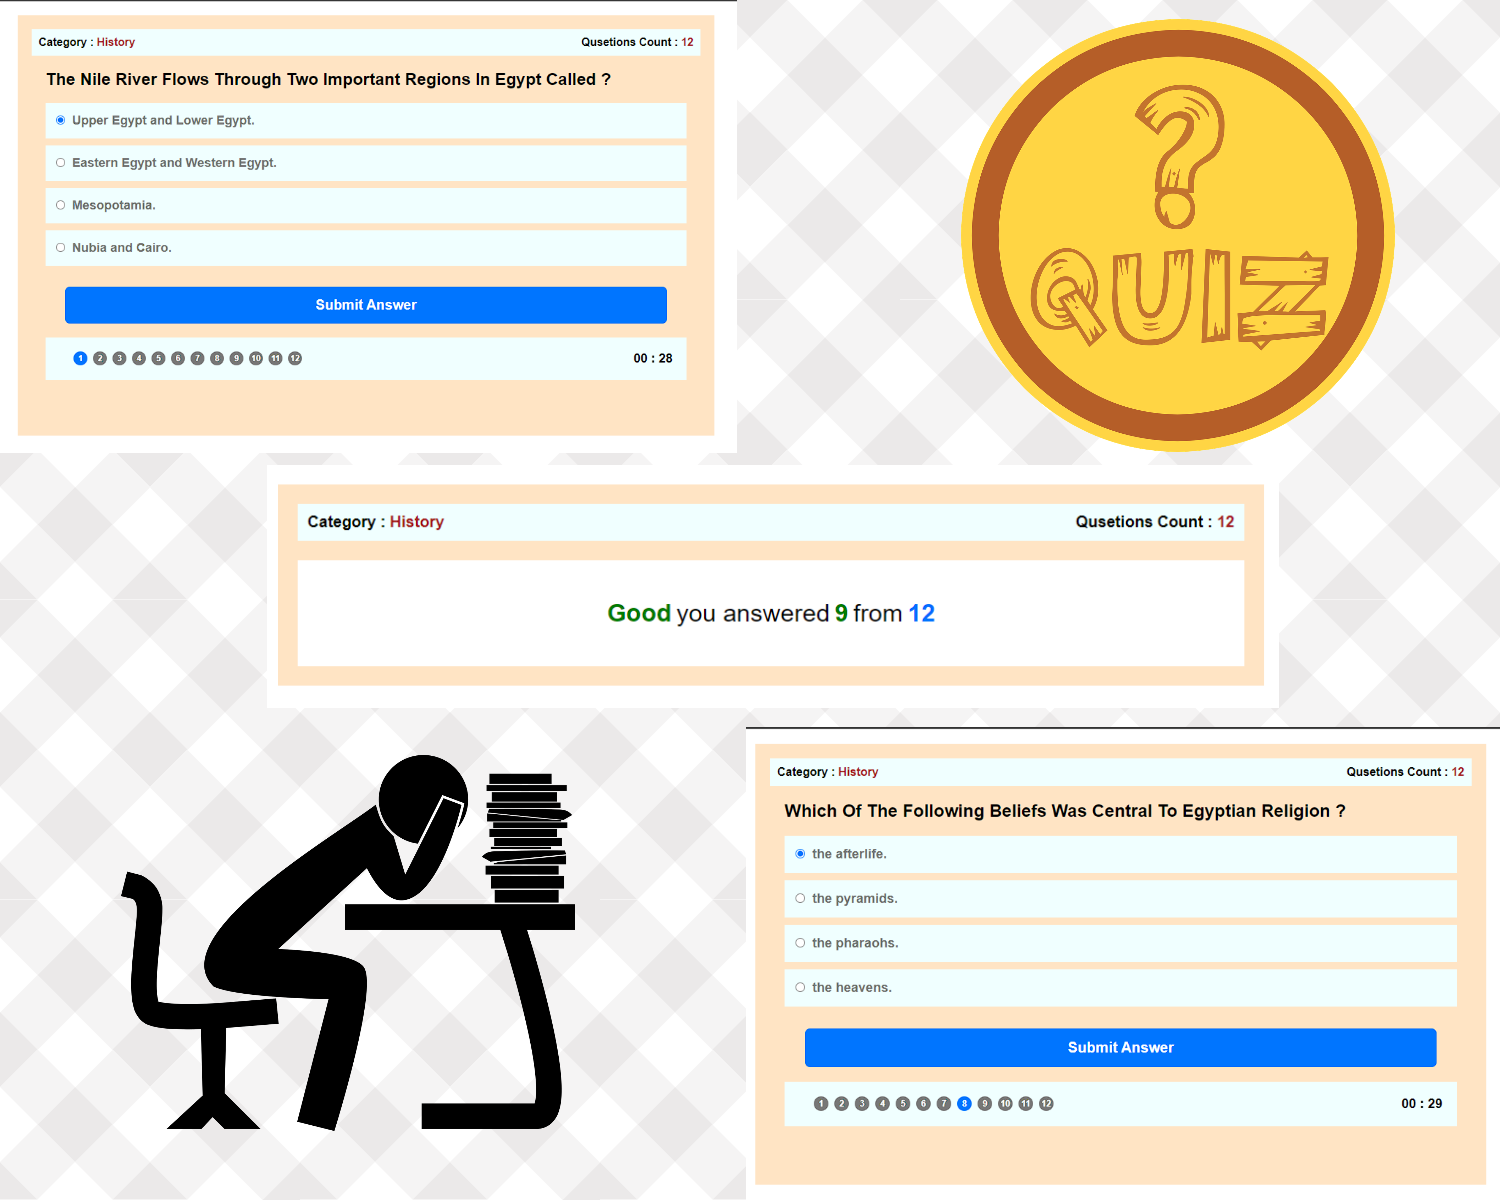 Category : History
Qusetions Count : 12
The Nile River Flows Through Two Important Regions In Egypt Called ?
Upper Egypt and Lower Egypt.
Eastern Egypt and Western Egypt.
Mesopotamia.
Nubia and Cairo.
Submit Answer
1 2 3 4 5 6 7 8 9 10 11 12
00 : 28
?
QUIZ
Category : History
Qusetions Count : 12
Good you answered 9 from 12
Category : History
Qusetions Count : 12
Which Of The Following Beliefs Was Central To Egyptian Religion ?
the afterlife.
the pyramids.
the pharaohs.
the heavens.
Submit Answer
1 2 3 4 5 6 7 8 9 10 11 12
00 : 29